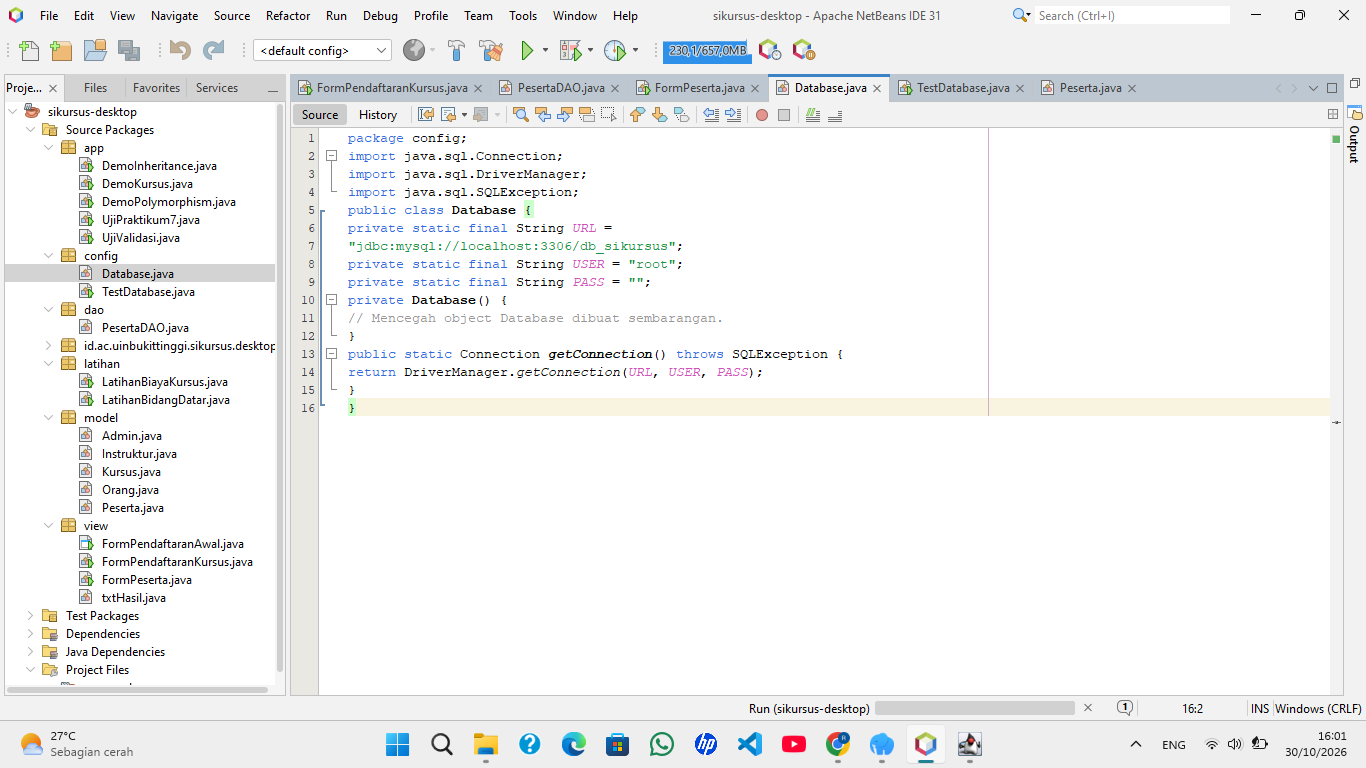 File Edit View Navigate Source Refactor Run Debug Profile Team Tools Window Help
sikursus-desktop - Apache NetBeans IDE 31
Search (Ctrl+I)
<default config>
230,1/657,0MB
Proje...
Files
Favorites
Services
FormPendaftaranKursus.java
PesertaDAO.java
FormPeserta.java
Database.java
TestDatabase.java
Peserta.java
Source
History
sikursus-desktop
Source Packages
app
DemoInheritance.java
DemoKursus.java
DemoPolymorphism.java
UjiPraktikum7.java
UjiValidasi.java
config
Database.java
TestDatabase.java
dao
PesertaDAO.java
id.ac.uinbukittinggi.sikursus.desktop
latihan
LatihanBiayaKursus.java
LatihanBidangDatar.java
model
Admin.java
Instruktur.java
Kursus.java
Orang.java
Peserta.java
view
FormPendaftaranAwal.java
FormPendaftaranKursus.java
FormPeserta.java
txtHasil.java
Test Packages
Dependencies
Java Dependencies
Project Files
1 package config;
2 import java.sql.Connection;
3 import java.sql.DriverManager;
4 import java.sql.SQLException;
5 public class Database {
6 private static final String URL =
7 "jdbc:mysql://localhost:3306/db_sikursus";
8 private static final String USER = "root";
9 private static final String PASS = "";
10 private Database() {
11 // Mencegah object Database dibuat sembarangan.
12 }
13 public static Connection getConnection() throws SQLException {
14 return DriverManager.getConnection(URL, USER, PASS);
15 }
16 }
Output
Run (sikursus-desktop)
1
16:2
INS
Windows (CRLF)
27°C
Sebagian cerah
ENG
16:01
30/10/2026